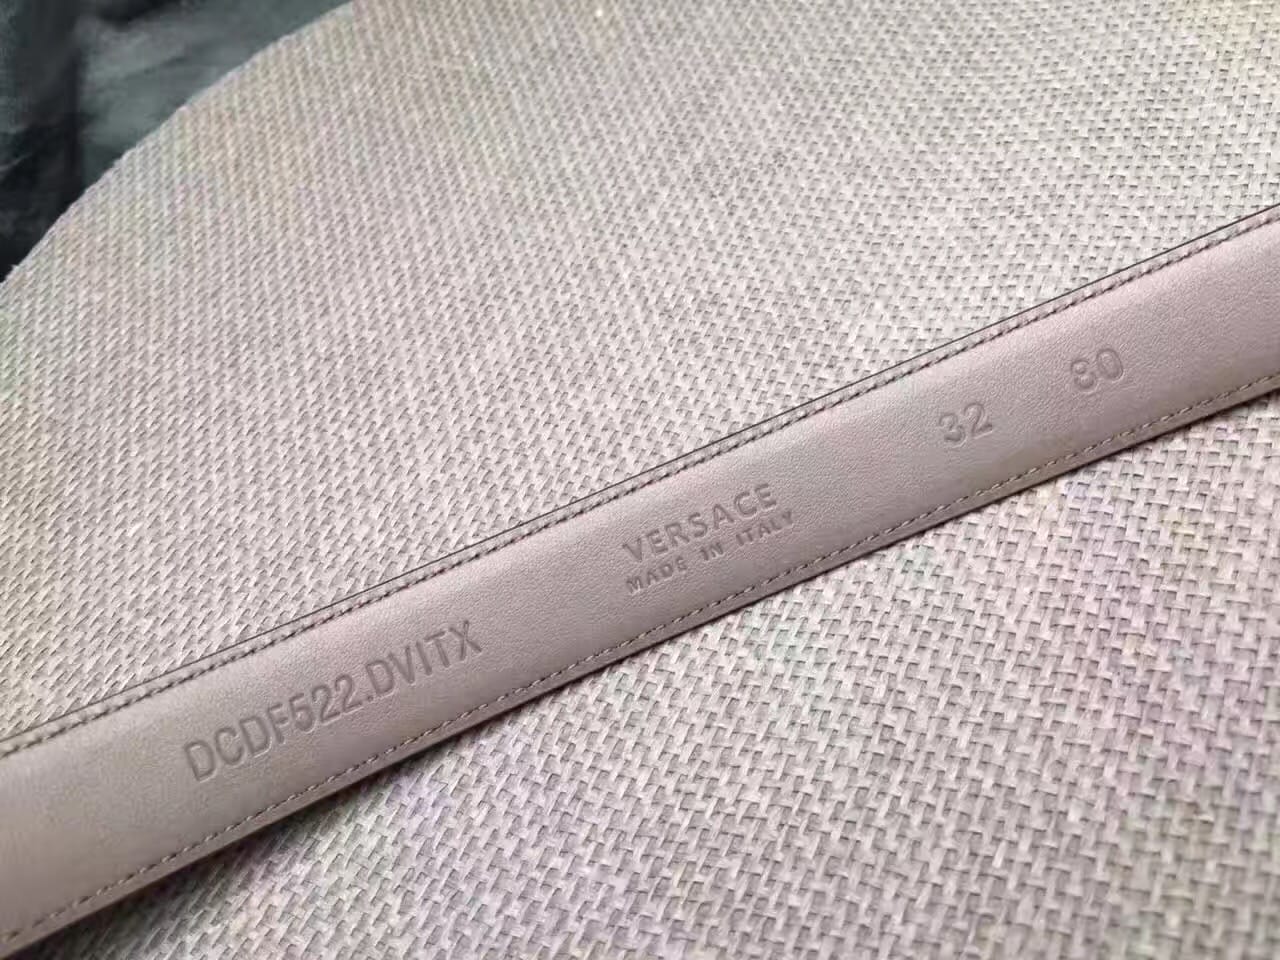 DCDF522.DVITX
VERSACE
MADE IN ITALY
32
80